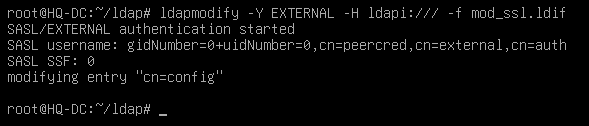 root@HQ-DC:~/ldap# ldapmodify -Y EXTERNAL -H ldapi:/// -f mod_ssl.ldif
SASL/EXTERNAL authentication started
SASL username: gidNumber=0+uidNumber=0,cn=peercred,cn=external,cn=auth
SASL SSF: 0
modifying entry "cn=config"
root@HQ-DC:~/ldap# _